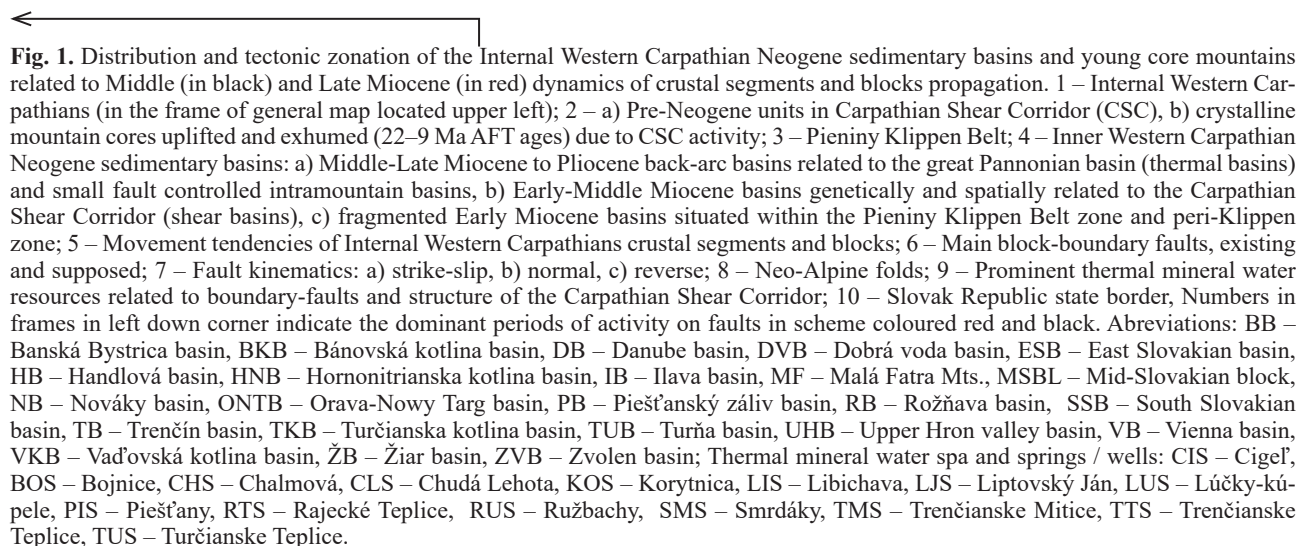 Fig. 1. Distribution and tectonic zonation of the Internal Western Carpathian Neogene sedimentary basins and young core mountains
related to Middle (in black) and Late Miocene (in red) dynamics of crustal segments and blocks propagation. 1 – Internal Western Car-
pathians (in the frame of general map located upper left); 2 – a) Pre-Neogene units in Carpathian Shear Corridor (CSC), b) crystalline
mountain cores uplifted and exhumed (22–9 Ma AFT ages) due to CSC activity; 3 – Pieniny Klippen Belt; 4 – Inner Western Carpathian
Neogene sedimentary basins: a) Middle-Late Miocene to Pliocene back-arc basins related to the great Pannonian basin (thermal basins)
and small fault controlled intramountain basins, b) Early-Middle Miocene basins genetically and spatially related to the Carpathian
Shear Corridor (shear basins), c) fragmented Early Miocene basins situated within the Pieniny Klippen Belt zone and peri-Klippen
zone; 5 – Movement tendencies of Internal Western Carpathians crustal segments and blocks; 6 – Main block-boundary faults, existing
and supposed; 7 – Fault kinematics: a) strike-slip, b) normal, c) reverse; 8 – Neo-Alpine folds; 9 – Prominent thermal mineral water
resources related to boundary-faults and structure of the Carpathian Shear Corridor; 10 – Slovak Republic state border, Numbers in
frames in left down corner indicate the dominant periods of activity on faults in scheme coloured red and black. Abreviations: BB –
Banská Bystrica basin, BKB – Bánovská kotlina basin, DB – Danube basin, DVB – Dobrá voda basin, ESB – East Slovakian basin,
HB – Handlová basin, HNB – Hornonitrianska kotlina basin, IB – Ilava basin, MF – Malá Fatra Mts., MSBL – Mid-Slovakian block,
NB – Nováky basin, ONTB – Orava-Nowy Targ basin, PB – Piešťanský záliv basin, RB – Rožňava basin, SSB – South Slovakian
basin, TB – Trenčín basin, TKB – Turčianska kotlina basin, TUB – Turňa basin, UHB – Upper Hron valley basin, VB – Vienna basin,
VKB – Vaďovská kotlina basin, ŽB – Žiar basin, ZVB – Zvolen basin; Thermal mineral water spa and springs / wells: CIS – Cigeľ,
BOS – Bojnice, CHS – Chalmová, CLS – Chudá Lehota, KOS – Korytnica, LIS – Libichava, LJS – Liptovský Ján, LUS – Lúčky-kú-
pele, PIS – Piešťany, RTS – Rajecké Teplice, RUS – Ružbachy, SMS – Smrdáky, TMS – Trenčianske Mitice, TTS – Trenčianske
Teplice, TUS – Turčianske Teplice.